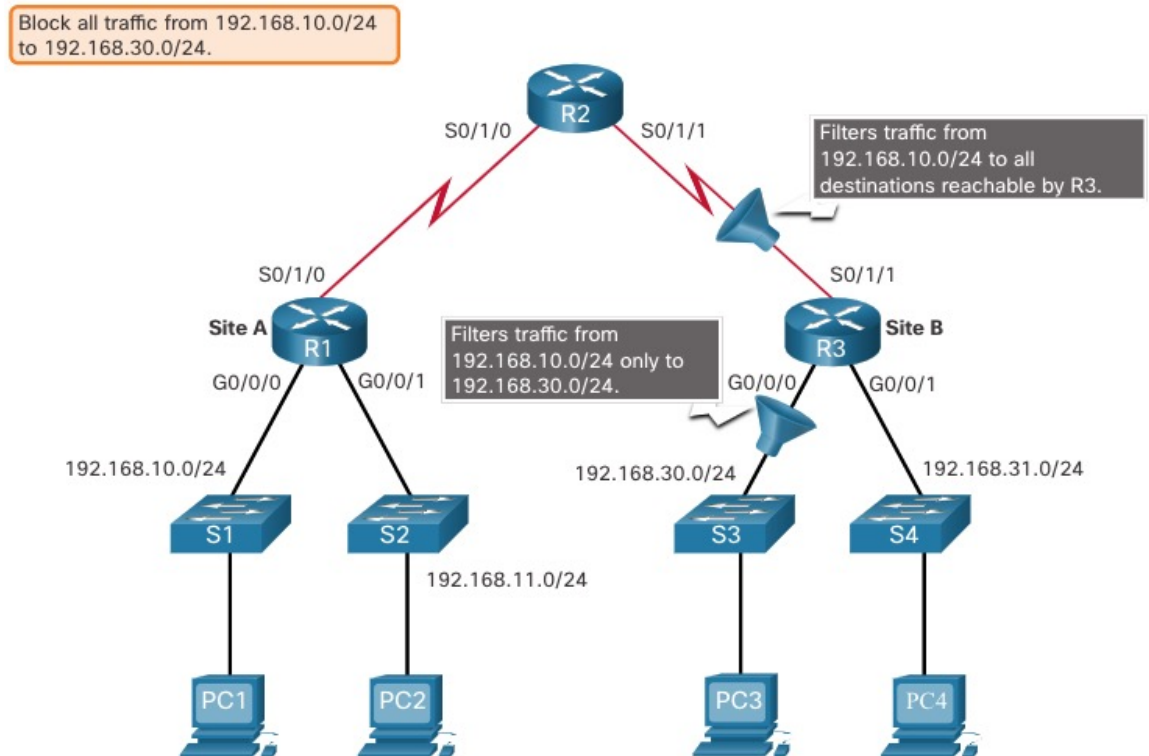 Block all traffic from 192.168.10.0/24
to 192.168.30.0/24.
R2
S0/1/0
S0/1/1
Filters traffic from
192.168.10.0/24 to all
destinations reachable by R3.
S0/1/0
S0/1/1
Site A
R1
Filters traffic from
192.168.10.0/24 only to
192.168.30.0/24.
R3
Site B
G0/0/0
G0/0/1
G0/0/0
G0/0/1
192.168.10.0/24
192.168.30.0/24
192.168.31.0/24
S1
S2
S3
S4
192.168.11.0/24
PC1
PC2
PC3
PC4